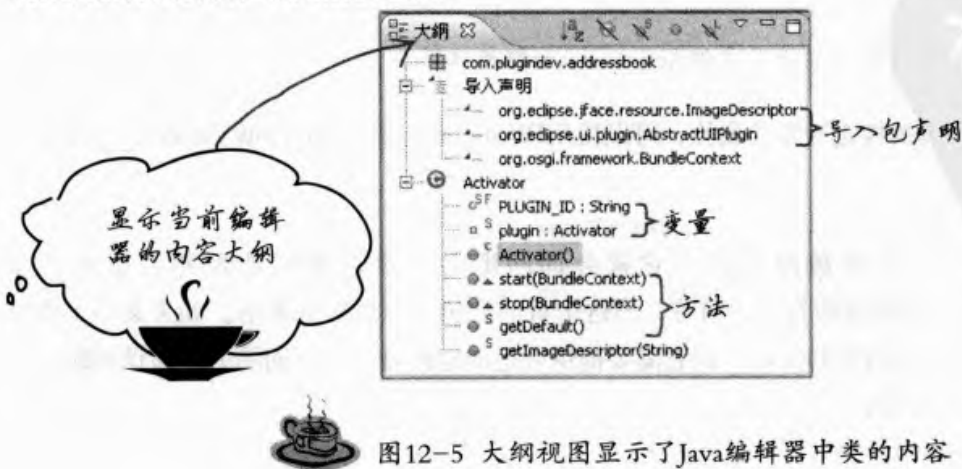 大纲
com.plugindev.addressbook
导入声明
org.eclipse.jface.resource.ImageDescriptor
org.eclipse.ui.plugin.AbstractUIPlugin
org.osgi.framework.BundleContext
导入包声明
Activator
PLUGIN_ID : String
plugin : Activator
变量
Activator()
start(BundleContext)
stop(BundleContext)
getDefault()
方法
getImageDescriptor(String)
显示当前编辑
器的内容大纲
图12-5 大纲视图显示了Java编辑器中类的内容